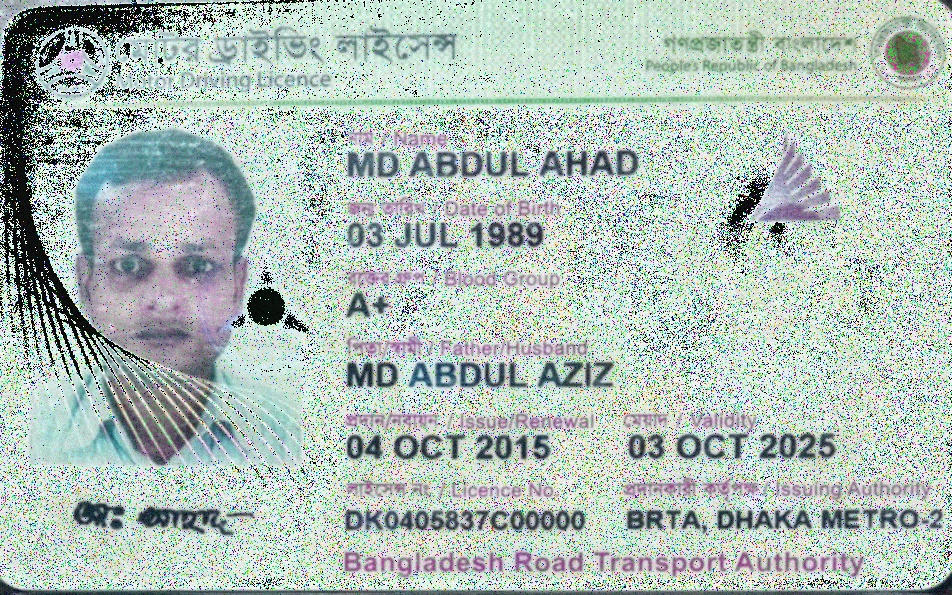 মোটর ড্রাইভিং লাইসেন্স
Motor Driving Licence
গণপ্রজাতন্ত্রী বাংলাদেশ
People's Republic of Bangladesh
নাম / Name
MD ABDUL AHAD
জন্ম তারিখ / Date of Birth
03 JUL 1989
রক্তের গ্রুপ / Blood Group
A+
পিতা/স্বামী / Father/Husband
MD ABDUL AZIZ
প্রদান/নবায়ন / Issue/Renewal
মেয়াদ / Validity
04 OCT 2015
03 OCT 2025
লাইসেন্স নং / Licence No.
প্রদানকারী কর্তৃপক্ষ / Issuing Authority
DK0405837C00000
BRTA, DHAKA METRO-2
Bangladesh Road Transport Authority